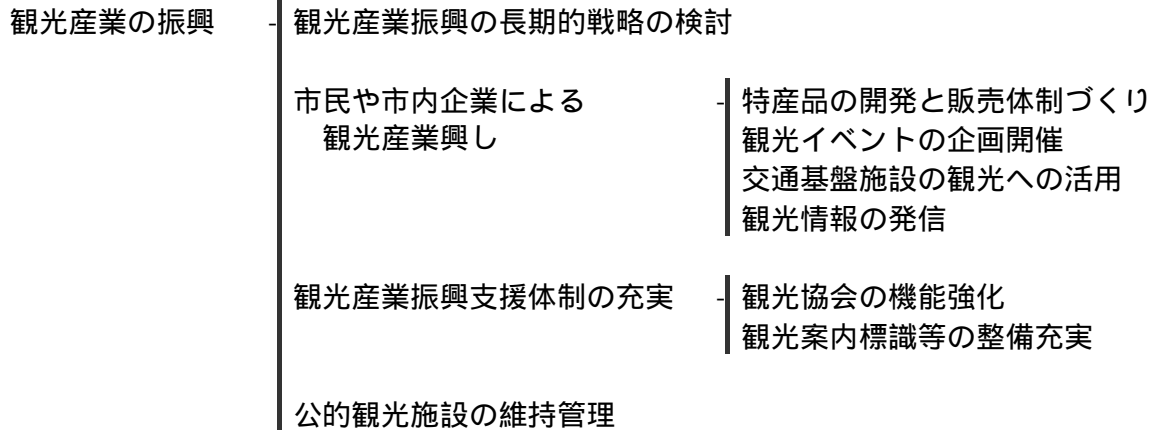 観光産業の振興
観光産業振興の長期的戦略の検討
市民や市内企業による
観光産業興し
特産品の開発と販売体制づくり
観光イベントの企画開催
交通基盤施設の観光への活用
観光情報の発信
観光産業振興支援体制の充実
観光協会の機能強化
観光案内標識等の整備充実
公的観光施設の維持管理